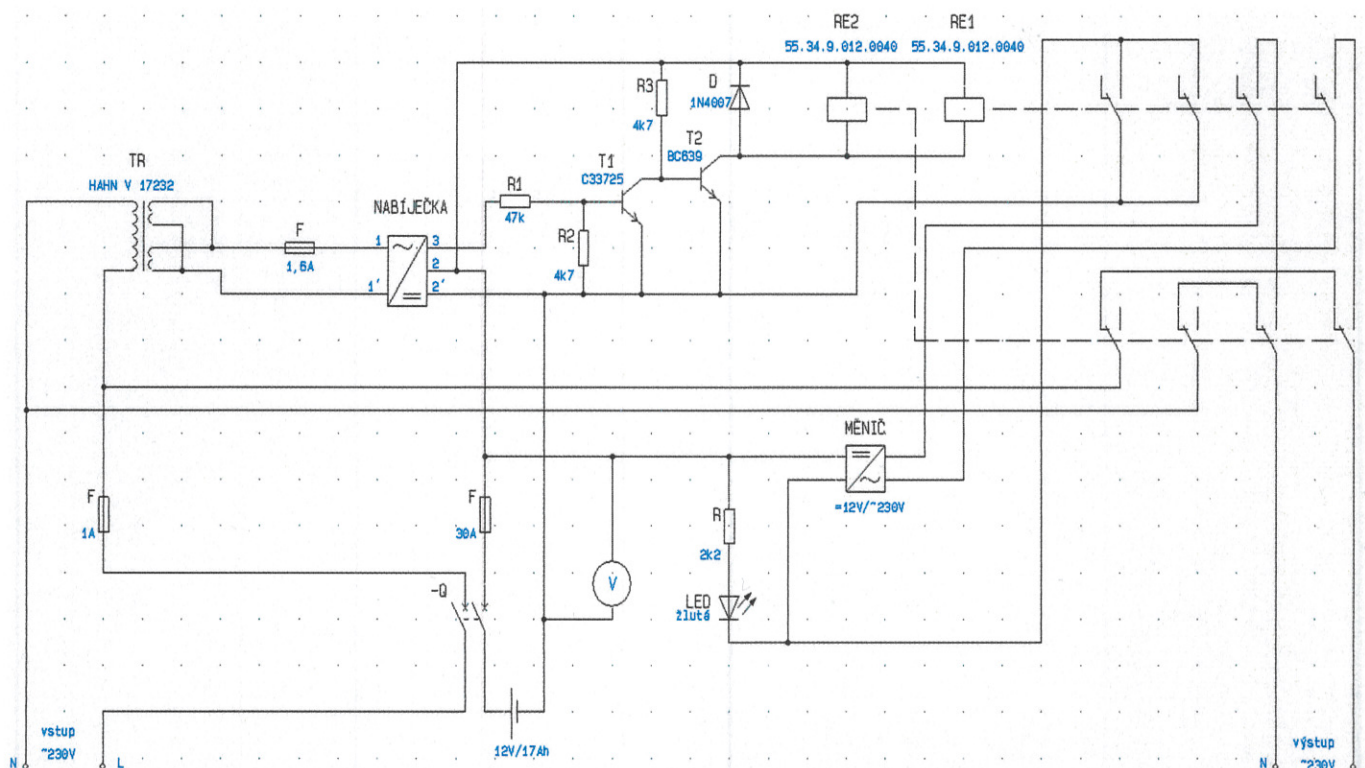 RE2 RE1
55.34.9.012.0040 55.34.9.012.0040
R3
4k7
D
1N4007
T2
BC639
T1
C33725
TR
HAHN V 17232
NABÍJEČKA
F
1,6A
1 3
2
1' 2'
R1
47k
R2
4k7
MĚNIČ
=12V/~230V
F
1A
F
30A
R
2k2
V
-Q
LED
žlutá
12V/17Ah
vstup
~230V
N L
výstup
~230V
N